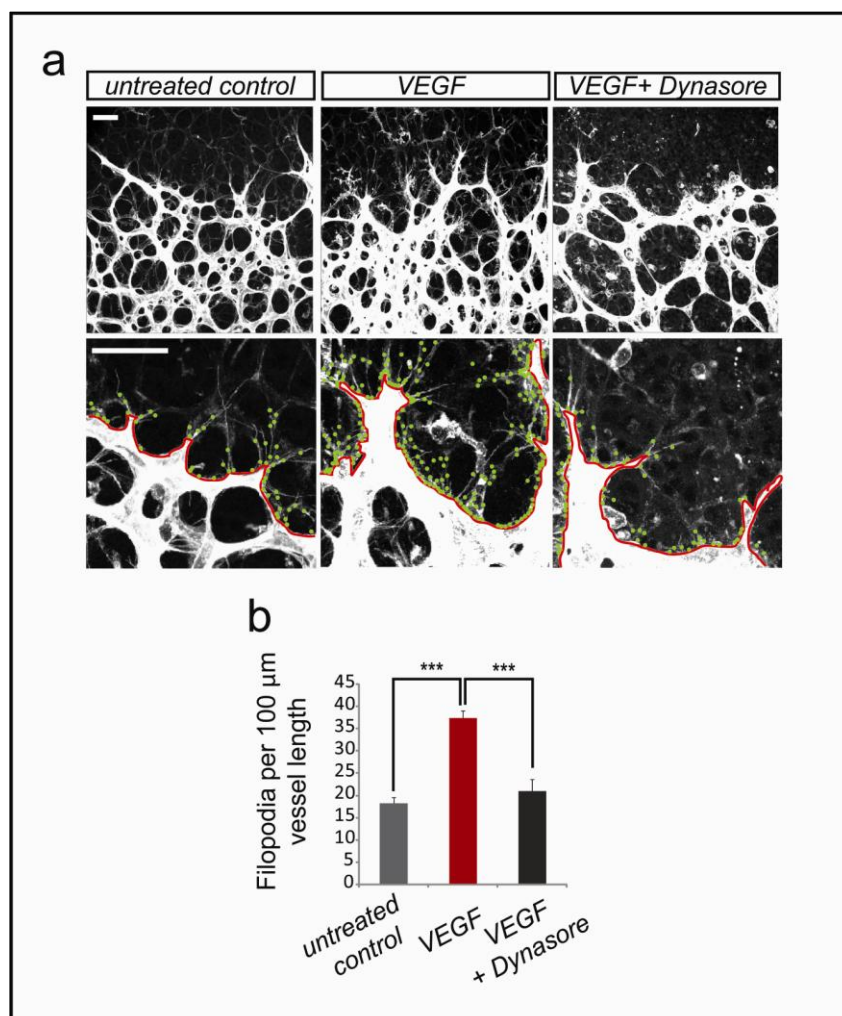 a
untreated control
VEGF
VEGF+ Dynasore
b
Filopodia per 100 µm
vessel length
45
40
35
30
25
20
15
10
5
0
***
***
untreated
control
VEGF
VEGF
+ Dynasore